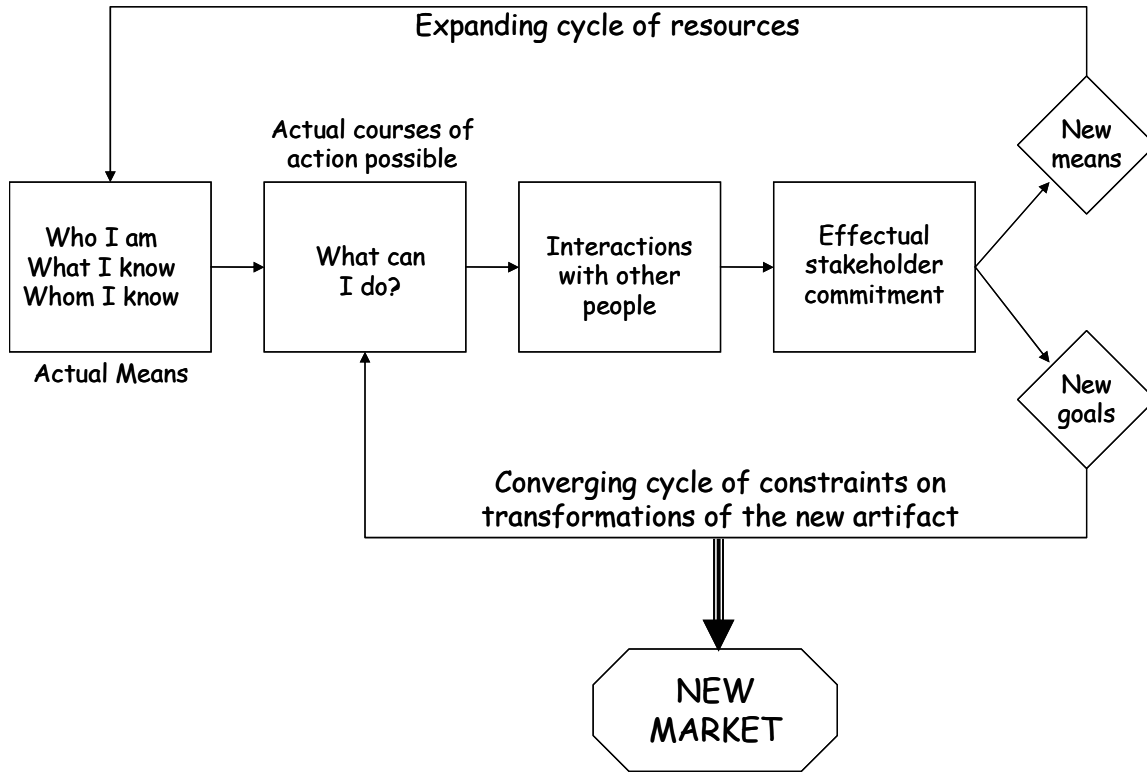 Expanding cycle of resources
Actual courses of
action possible
New
means
Who I am
What I know
Whom I know
What can
I do?
Interactions
with other
people
Effectual
stakeholder
commitment
Actual Means
New
goals
Converging cycle of constraints on
transformations of the new artifact
NEW
MARKET